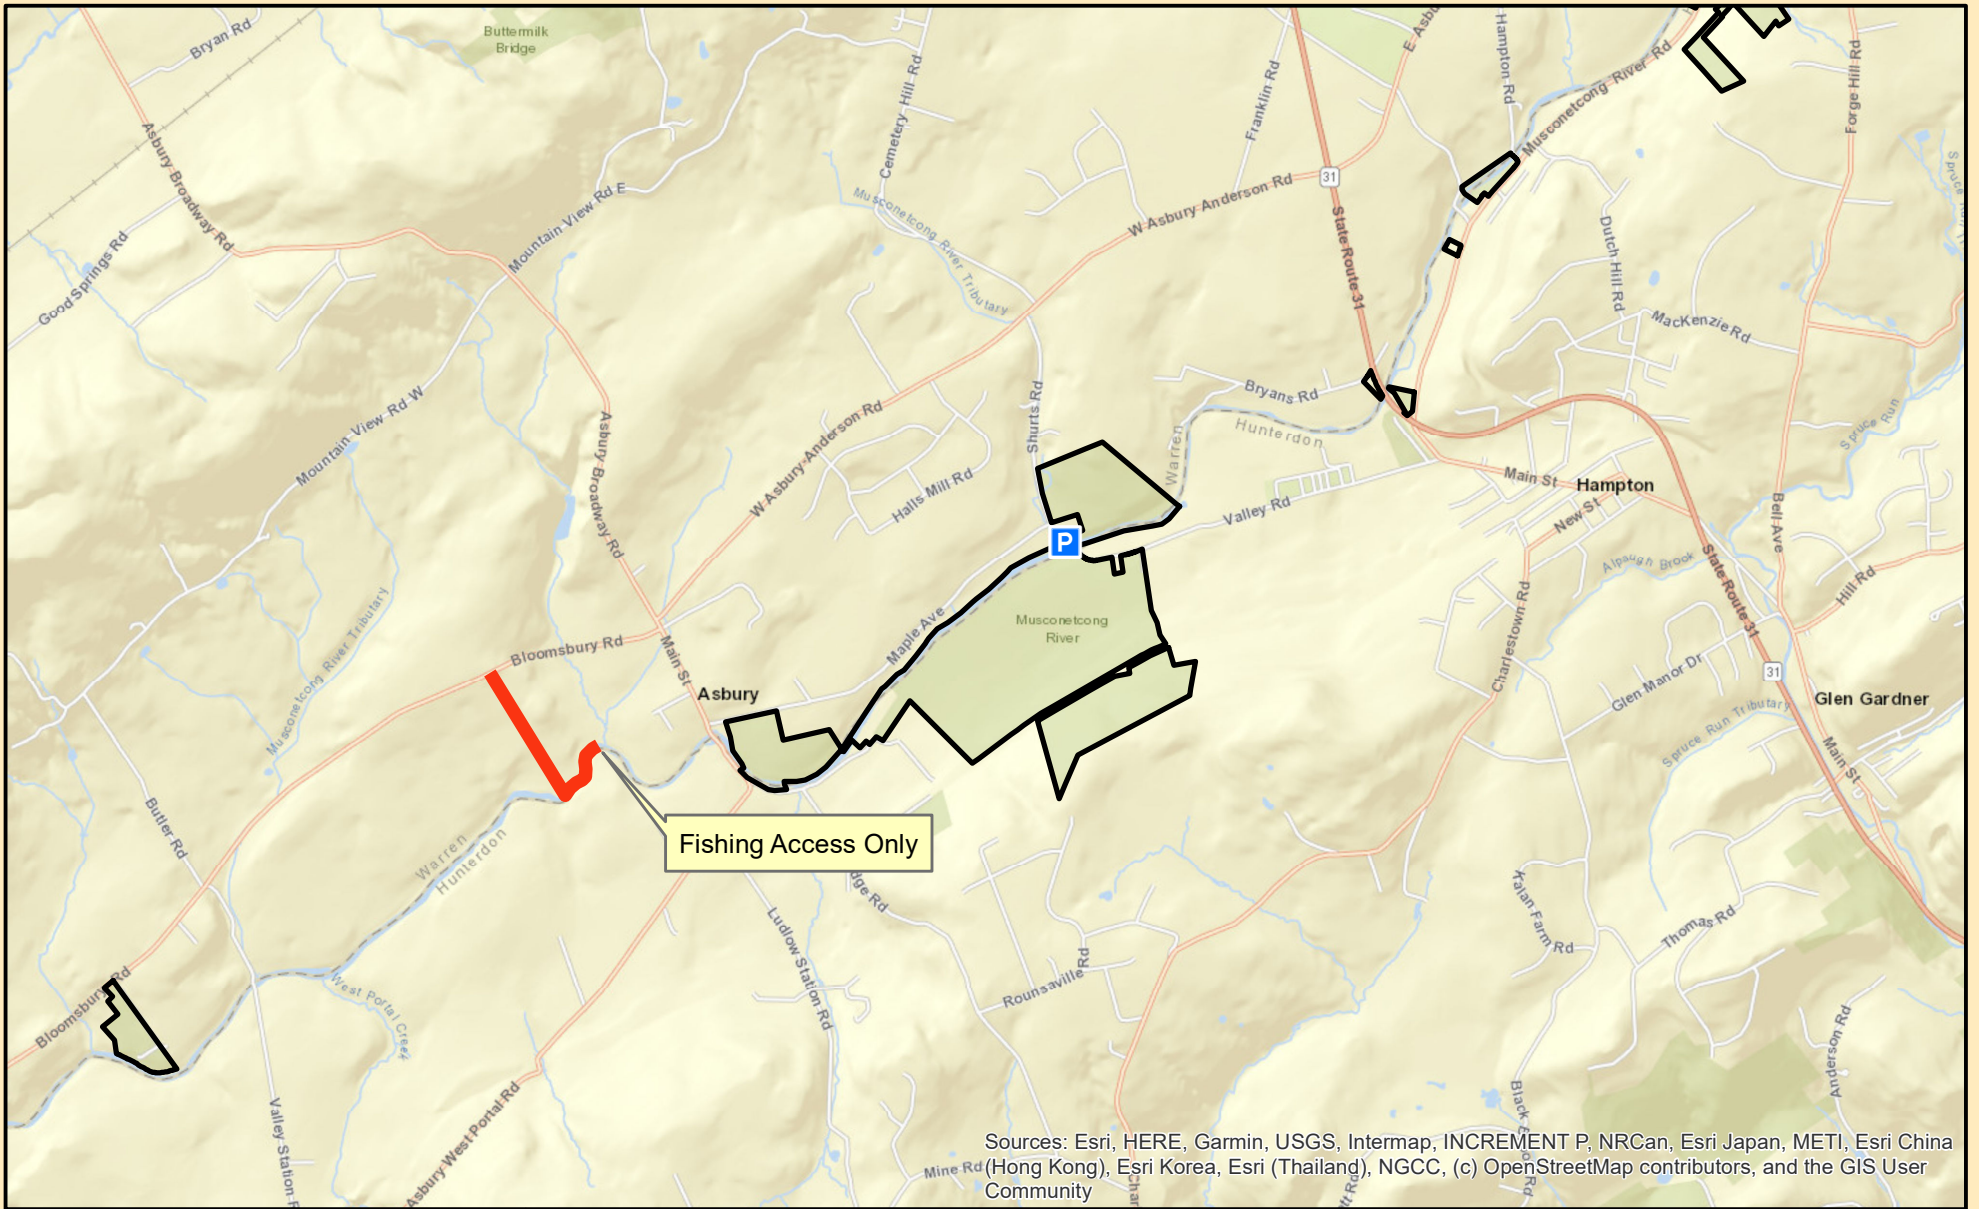 Buttermilk
Bridge
Bryan Rd
Asbury Broadway Rd
Good Springs Rd
Mountain View Rd E
Mountain View Rd W
Cemetery Hill Rd
Musconetcong River Tributary
Franklin Rd
Hampton Rd
Musconetcong River Rd
Forge Hill Rd
W Asbury Anderson Rd
31
State Route 31
Dutch Hill Rd
MacKenzie Rd
Spruce Run
Bryans Rd
Hunterdon
Warren
Shurts Rd
W Asbury Anderson Rd
Halls Mill Rd
Asbury Broadway Rd
Valley Rd
Main St
Hampton
New St
Bell Ave
Alpaugh Brook
State Route 31
Hill Rd
P
Musconetcong
River
Maple Ave
Bloomsbury Rd
Main St
Asbury
Musconetcong River Tributary
Charlestown Rd
Glen Manor Dr
31
Glen Gardner
Spruce Run Tributary
Main St
Butler Rd
Warren
Hunterdon
Fishing Access Only
dge Rd
Ludlow Station Rd
Kalan Farm Rd
Thomas Rd
Rounsaville Rd
Bloomsbury Rd
West Portal Creek
Anderson Rd
Valley Station R
Asbury West Portal Rd
Mine Rd
Sources: Esri, HERE, Garmin, USGS, Intermap, INCREMENT P, NRCan, Esri Japan, METI, Esri China
(Hong Kong), Esri Korea, Esri (Thailand), NGCC, (c) OpenStreetMap contributors, and the GIS User
Community